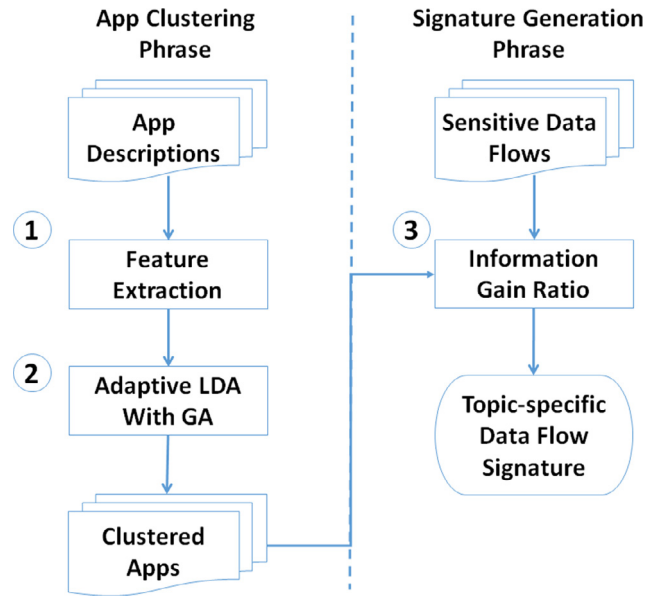 App Clustering
Phrase
App
Descriptions
1
Feature
Extraction
2
Adaptive LDA
With GA
Clustered
Apps
Signature Generation
Phrase
Sensitive Data
Flows
3
Information
Gain Ratio
Topic-specific
Data Flow
Signature